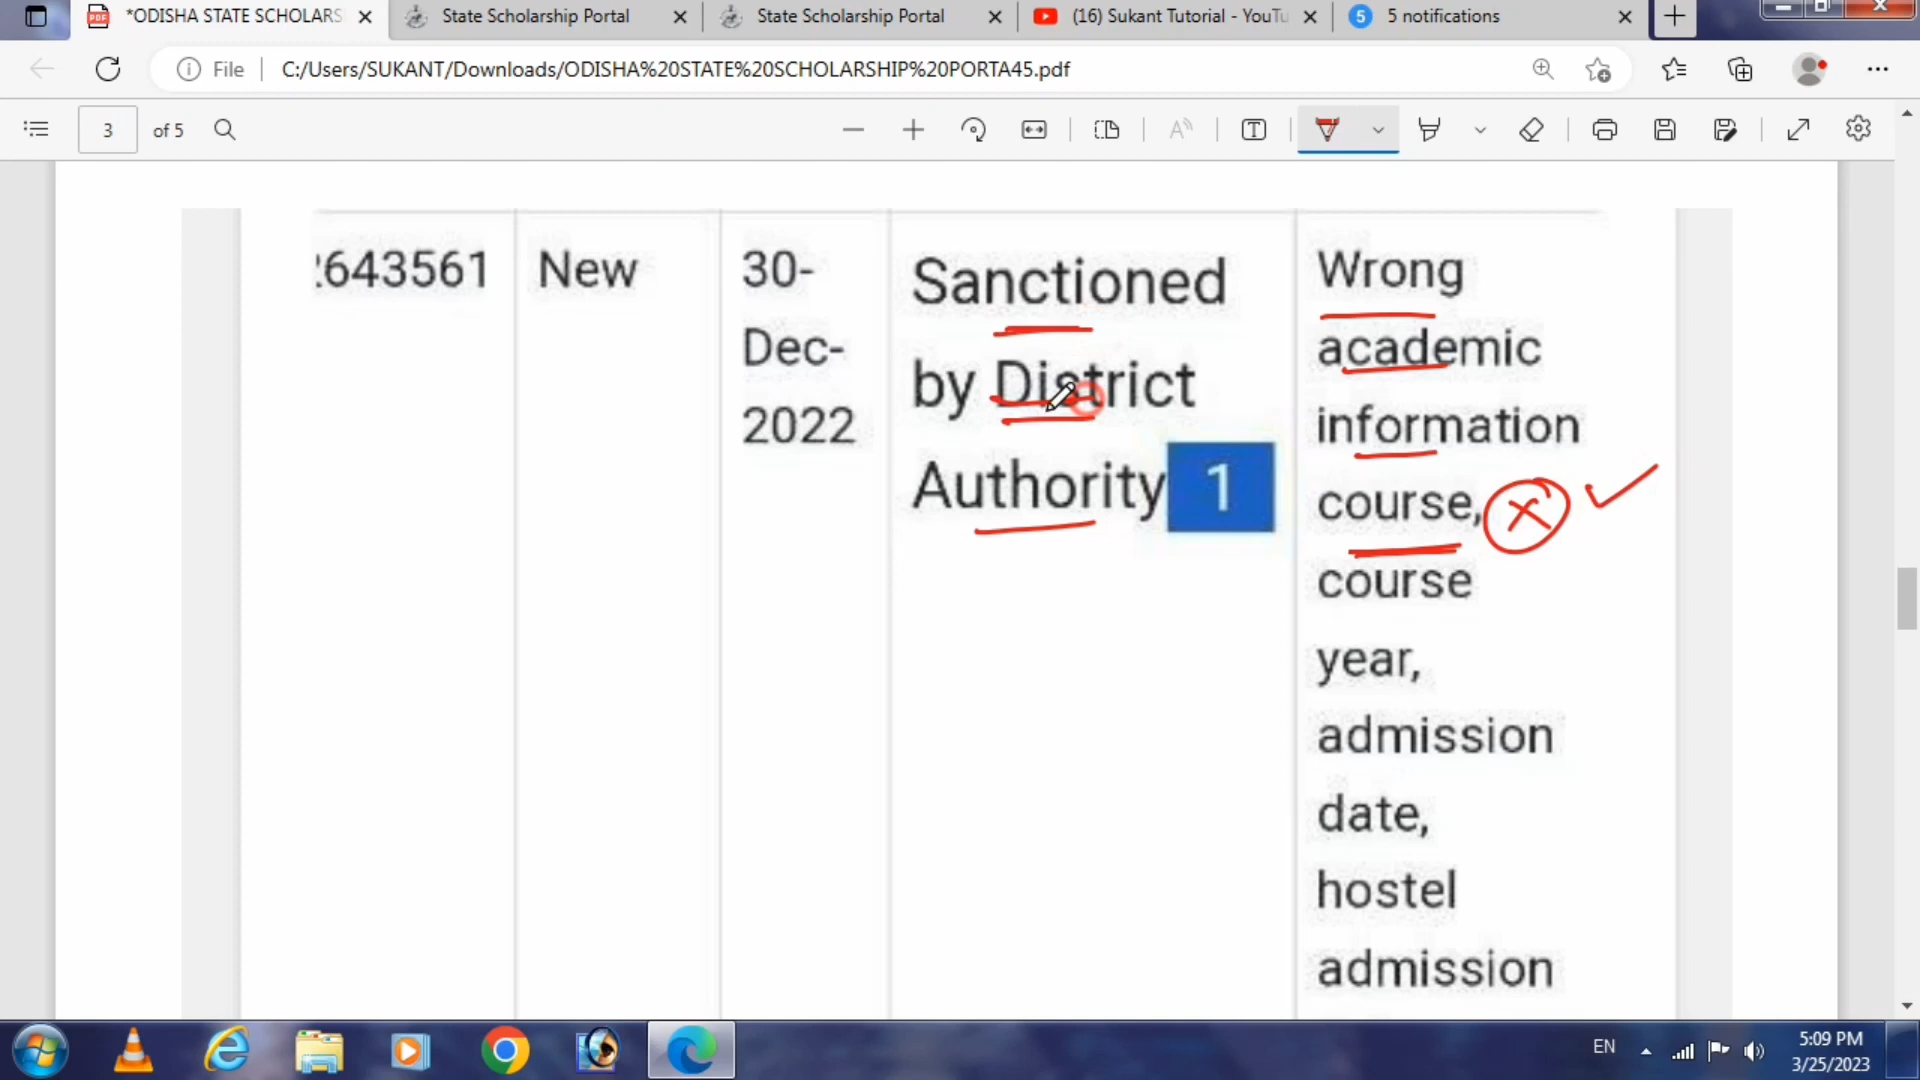 *ODISHA STATE SCHOLARS
State Scholarship Portal
State Scholarship Portal
(16) Sukant Tutorial - YouTu
5
5 notifications
File
C:/Users/SUKANT/Downloads/ODISHA%20STATE%20SCHOLARSHIP%20PORTA45.pdf
3
of 5
643561
New
30-
Dec-
2022
Sanctioned
by District
Authority
1
Wrong
academic
information
course,
course
year,
admission
date,
hostel
admission
EN
5:09 PM
3/25/2023